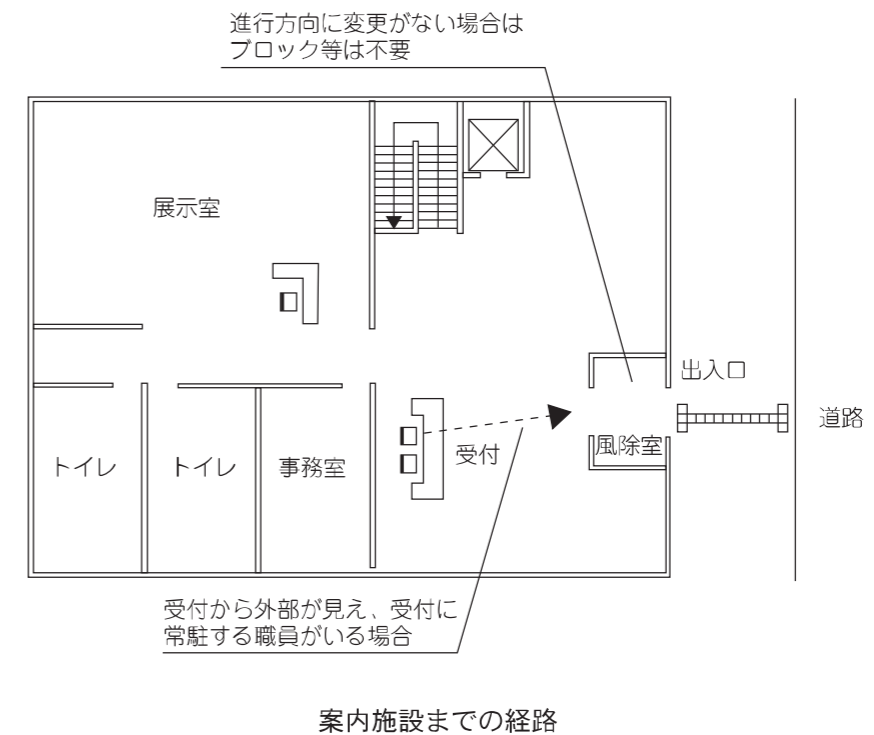 進行方向に変更がない場合は
ブロック等は不要
展示室
出入口
道路
風除室
受付
トイレ
トイレ
事務室
受付から外部が見え、受付に
常駐する職員がいる場合
案内施設までの経路